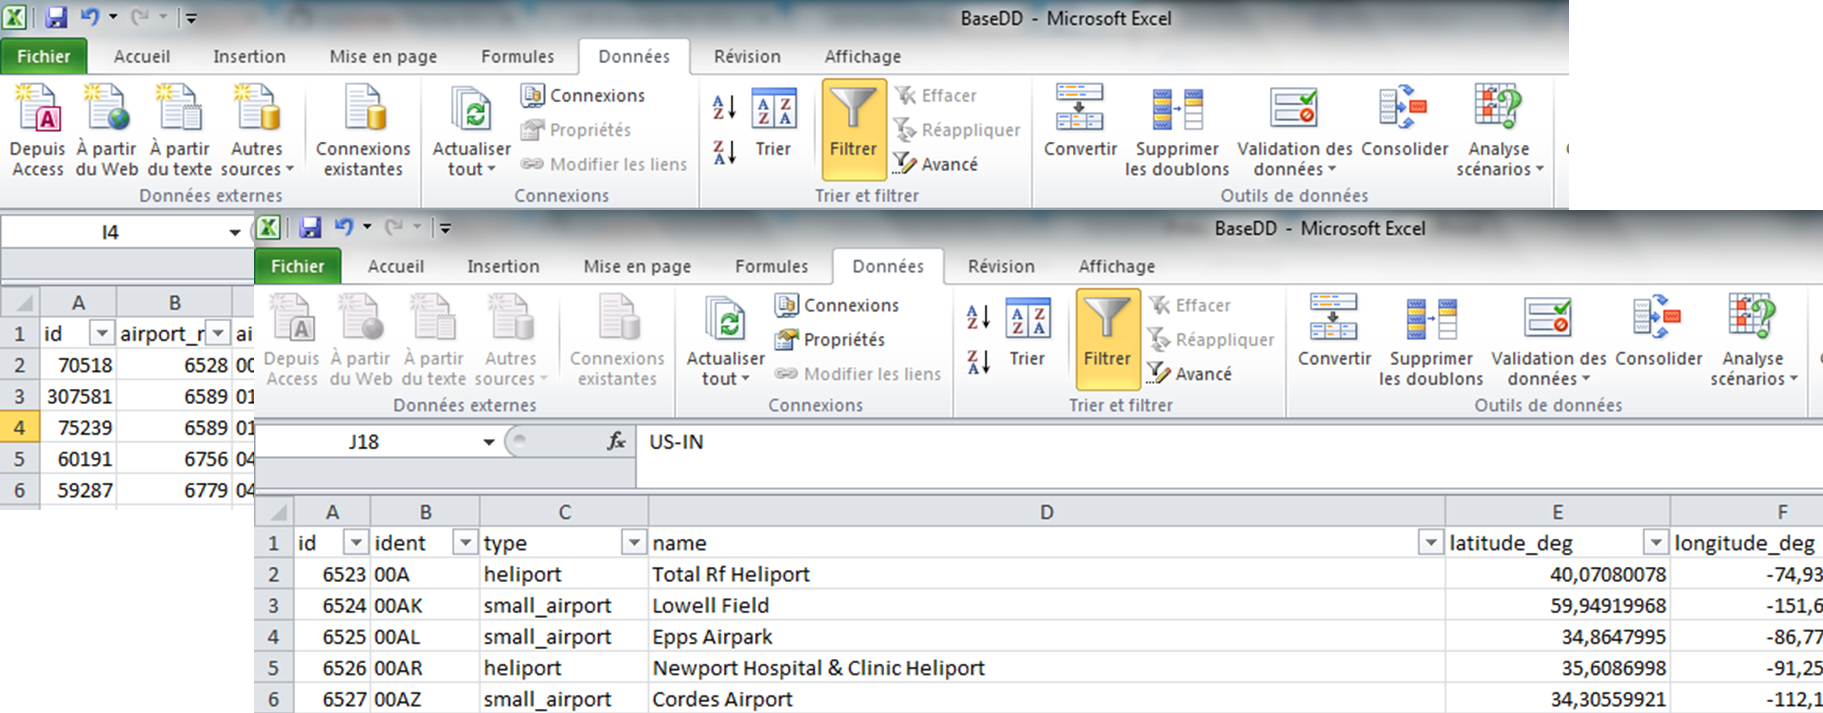 BaseDD - Microsoft Excel
Fichier Accueil Insertion Mise en page Formules Données Révision Affichage
Depuis Access À partir du Web À partir du texte Autres sources Connexions existantes
Données externes
Actualiser tout Connexions Propriétés Modifier les liens
Connexions
Trier Filtrer Effacer Réappliquer Avancé
Trier et filtrer
Convertir Supprimer les doublons Validation des données Consolider Analyse scénarios
Outils de données
I4
A B
1 id airport_r ai
2 70518 6528 00
3 307581 6589 01
4 75239 6589 01
5 60191 6756 04
6 59287 6779 04
BaseDD - Microsoft Excel
Fichier Accueil Insertion Mise en page Formules Données Révision Affichage
Depuis Access À partir du Web À partir du texte Autres sources Connexions existantes
Données externes
Actualiser tout Connexions Propriétés Modifier les liens
Connexions
Trier Filtrer Effacer Réappliquer Avancé
Trier et filtrer
Convertir Supprimer les doublons Validation des données Consolider Analyse scénarios
Outils de données
J18 fx US-IN
A B C D E F
1 id ident type name latitude_deg longitude_deg
2 6523 00A heliport Total Rf Heliport 40,07080078 -74,93
3 6524 00AK small_airport Lowell Field 59,94919968 -151,6
4 6525 00AL small_airport Epps Airpark 34,8647995 -86,77
5 6526 00AR heliport Newport Hospital & Clinic Heliport 35,6086998 -91,25
6 6527 00AZ small_airport Cordes Airport 34,30559921 -112,1